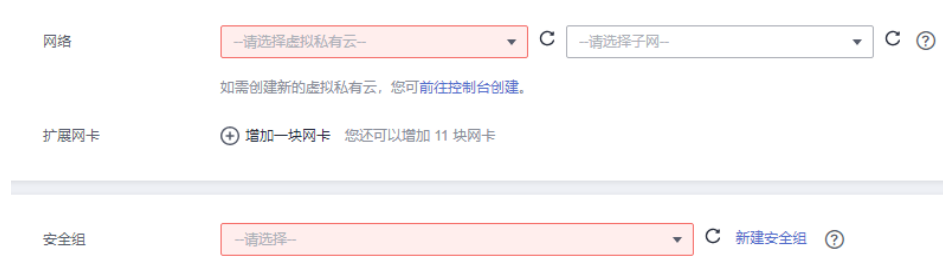 网络 --请选择虚拟私有云-- --请选择子网--
如需创建新的虚拟私有云，您可前往控制台创建。
扩展网卡 增加一块网卡 您还可以增加 11 块网卡
安全组 --请选择-- 新建安全组